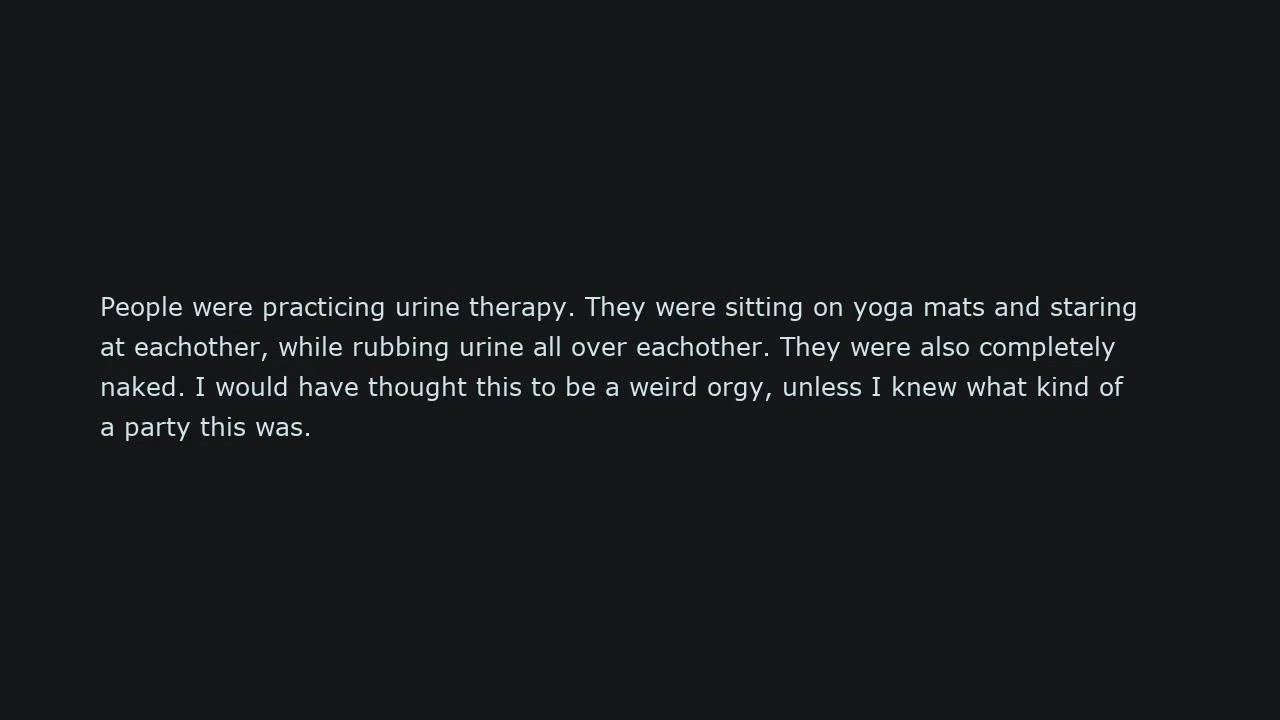 People were practicing urine therapy. They were sitting on yoga mats and staring
at eachother, while rubbing urine all over eachother. They were also completely
naked. I would have thought this to be a weird orgy, unless I knew what kind of
a party this was.